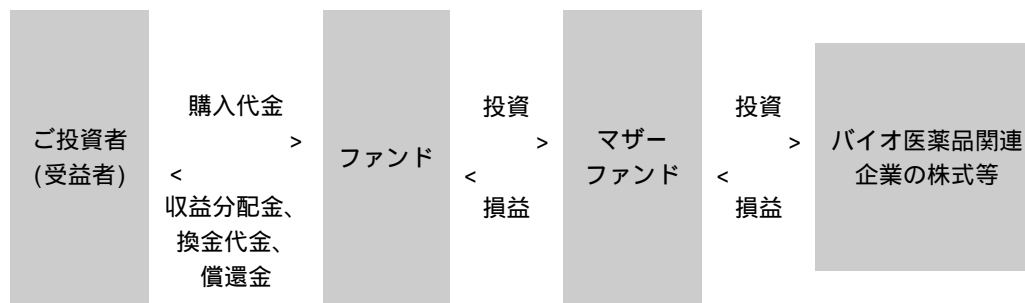 ご投資者
(受益者)
購入代金
>
<
収益分配金、
換金代金、
償還金
ファンド
投資
>
<
損益
マザー
ファンド
投資
>
<
損益
バイオ医薬品関連
企業の株式等